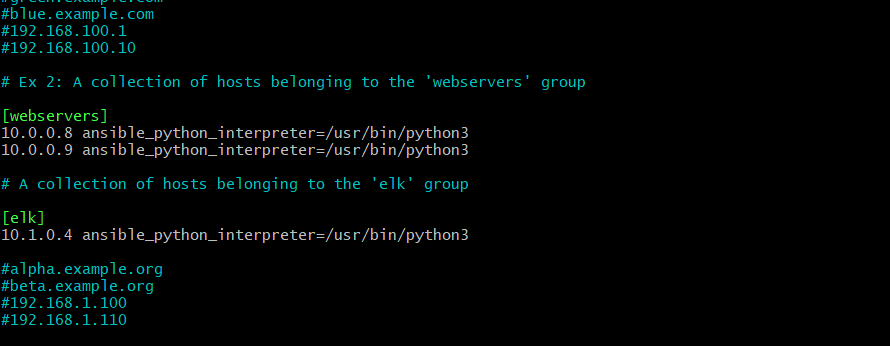 #green.example.com
#blue.example.com
#192.168.100.1
#192.168.100.10
# Ex 2: A collection of hosts belonging to the 'webservers' group
[webservers]
10.0.0.8 ansible_python_interpreter=/usr/bin/python3
10.0.0.9 ansible_python_interpreter=/usr/bin/python3
# A collection of hosts belonging to the 'elk' group
[elk]
10.1.0.4 ansible_python_interpreter=/usr/bin/python3
#alpha.example.org
#beta.example.org
#192.168.1.100
#192.168.1.110